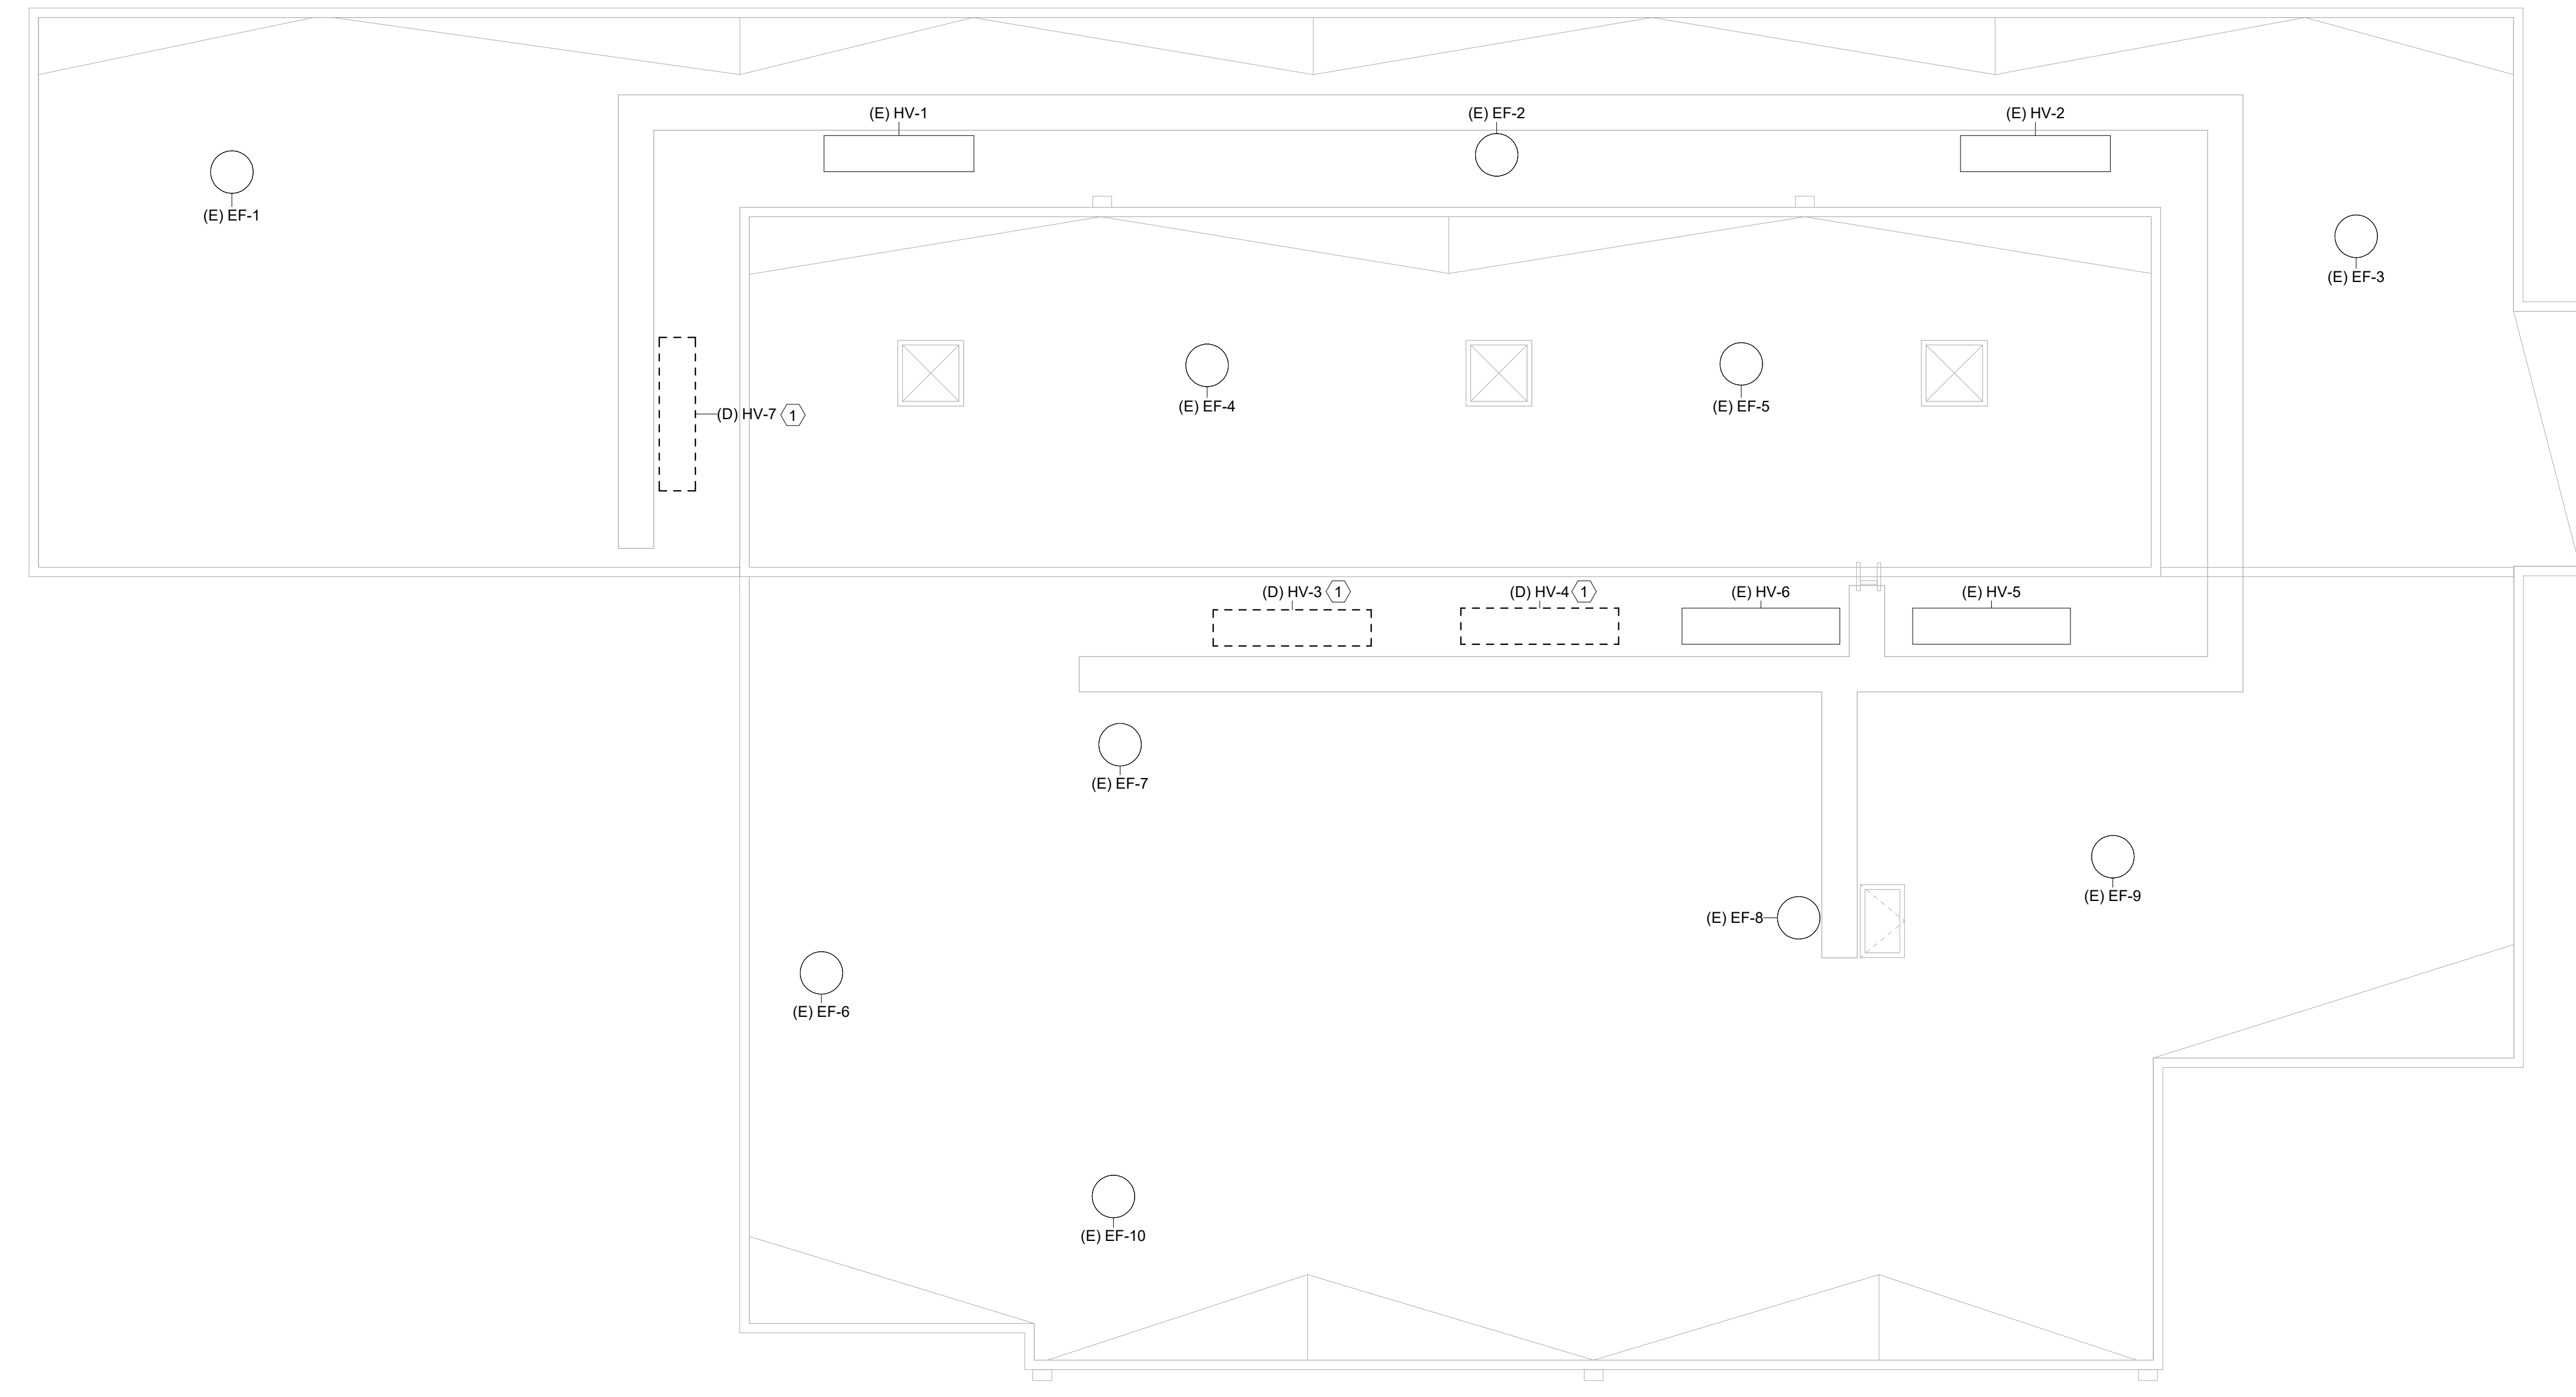 (E) HV-1
(E) EF-2
(E) HV-2
(E) EF-1
(E) EF-3
(E) EF-4
(E) EF-5
(D) HV-7 1
(D) HV-3 1
(D) HV-4 1
(E) HV-6
(E) HV-5
(E) EF-7
(E) EF-9
(E) EF-8
(E) EF-6
(E) EF-10